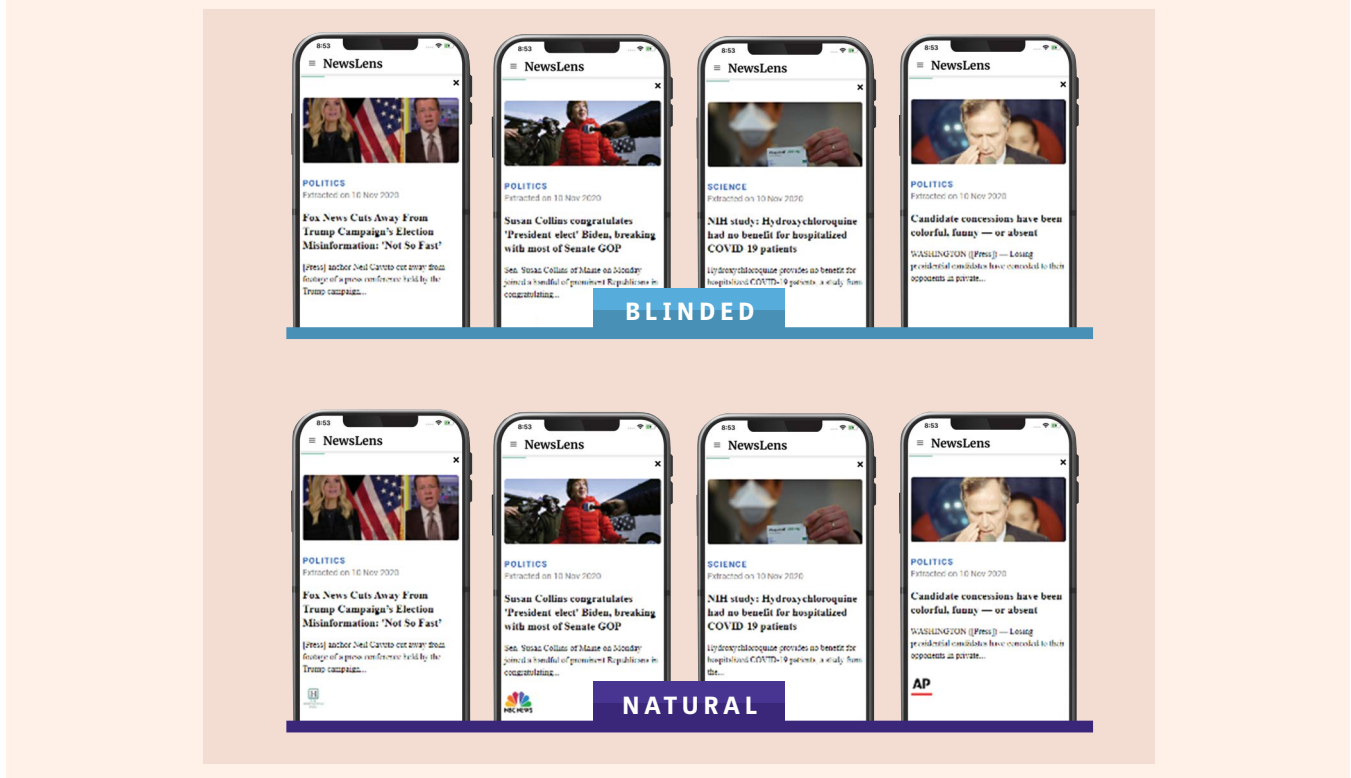 8:53
NewsLens
POLITICS
Extracted on 10 Nov 2020
Fox News Cuts Away From
Trump Campaign's Election
Misinformation: 'Not So Fast'
[Press] anchor Neil Cavuto cut away from
footage of a press conference held by the
Trump campaign...
8:53
NewsLens
POLITICS
Extracted on 10 Nov 2020
Susan Collins congratulates
'President elect' Biden, breaking
with most of Senate GOP
Sen. Susan Collins of Maine on Monday
joined a handful of prominent Republicans in
congratulating...
8:53
NewsLens
SCIENCE
Extracted on 10 Nov 2020
NIH study: Hydroxychloroquine
had no benefit for hospitalized
COVID 19 patients
Hydroxychloroquine provides no benefit for
hospitalized COVID-19 patients, a study from
8:53
NewsLens
POLITICS
Extracted on 10 Nov 2020
Candidate concessions have been
colorful, funny — or absent
WASHINGTON ([Press]) — Losing
presidential candidates have conceded to their
opponents in private...
BLINDED
8:53
NewsLens
POLITICS
Extracted on 10 Nov 2020
Fox News Cuts Away From
Trump Campaign's Election
Misinformation: 'Not So Fast'
[Press] anchor Neil Cavuto cut away from
footage of a press conference held by the
Trump campaign...
8:53
NewsLens
POLITICS
Extracted on 10 Nov 2020
Susan Collins congratulates
'President elect' Biden, breaking
with most of Senate GOP
Sen. Susan Collins of Maine on Monday
joined a handful of prominent Republicans in
congratulating...
NBC NEWS
8:53
NewsLens
SCIENCE
Extracted on 10 Nov 2020
NIH study: Hydroxychloroquine
had no benefit for hospitalized
COVID 19 patients
Hydroxychloroquine provides no benefit for
hospitalized COVID-19 patients, a study from
the...
8:53
NewsLens
POLITICS
Extracted on 10 Nov 2020
Candidate concessions have been
colorful, funny — or absent
WASHINGTON ([Press]) — Losing
presidential candidates have conceded to their
opponents in private...
AP
NATURAL